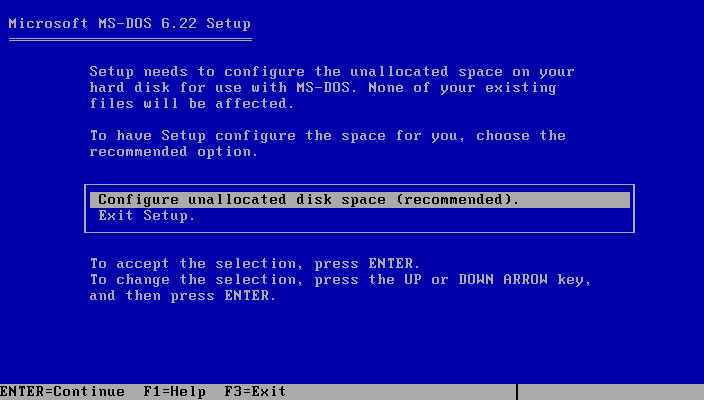 Microsoft MS-DOS 6.22 Setup
Setup needs to configure the unallocated space on your
hard disk for use with MS-DOS. None of your existing
files will be affected.
To have Setup configure the space for you, choose the
recommended option.
Configure unallocated disk space (recommended).
Exit Setup.
To accept the selection, press ENTER.
To change the selection, press the UP or DOWN ARROW key,
and then press ENTER.
ENTER=Continue  F1=Help  F3=Exit